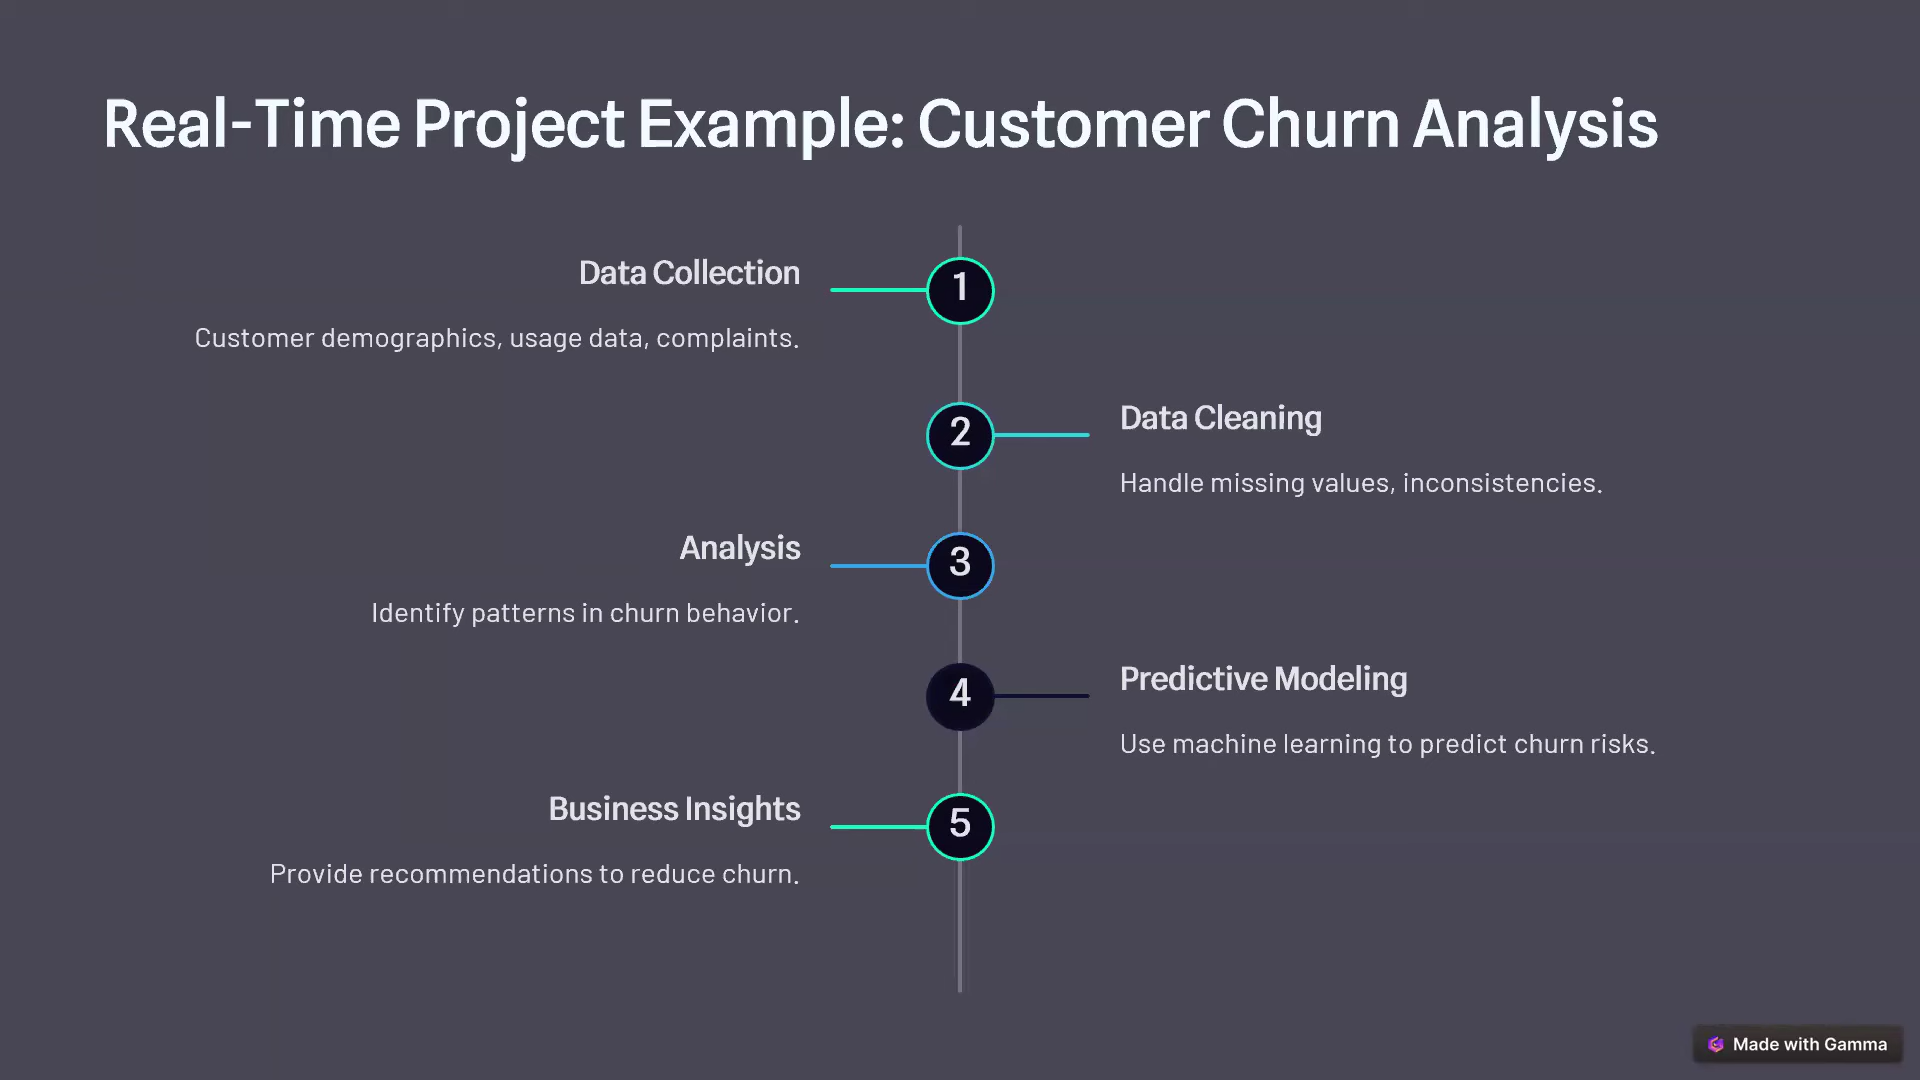 Real-Time Project Example: Customer Churn Analysis
1
Data Collection
Customer demographics, usage data, complaints.
2
Data Cleaning
Handle missing values, inconsistencies.
3
Analysis
Identify patterns in churn behavior.
4
Predictive Modeling
Use machine learning to predict churn risks.
5
Business Insights
Provide recommendations to reduce churn.
Made with Gamma